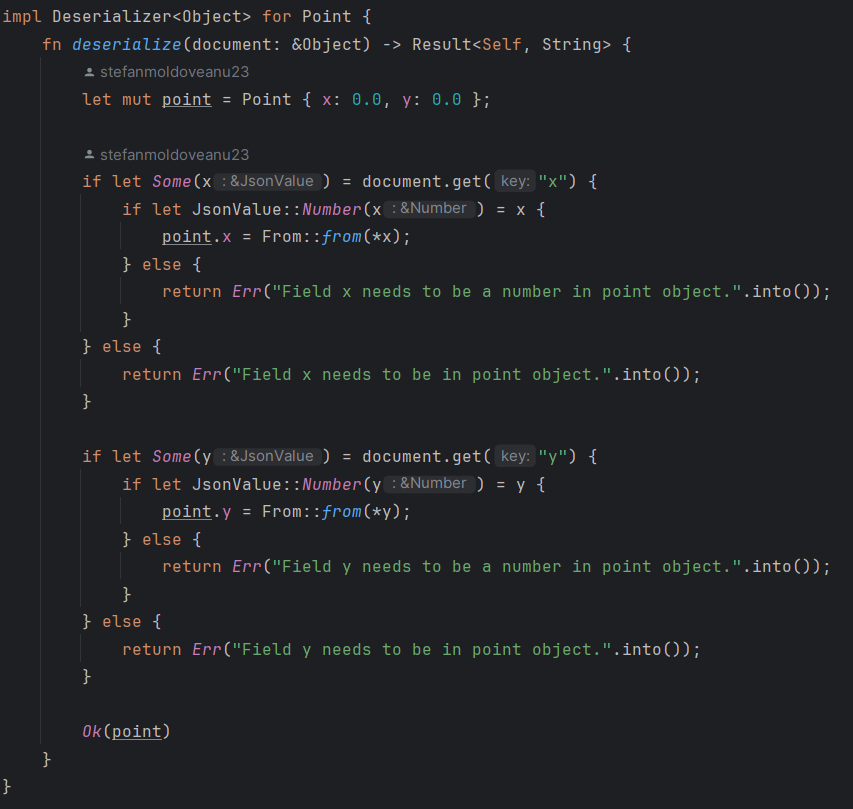 impl Deserializer<Object> for Point {
    fn deserialize(document: &Object) -> Result<Self, String> {
        stefanmoldoveanu23
        let mut point = Point { x: 0.0, y: 0.0 };
        stefanmoldoveanu23
        if let Some(x : &JsonValue ) = document.get( key: "x") {
            if let JsonValue::Number(x : &Number ) = x {
                point.x = From::from(*x);
            } else {
                return Err("Field x needs to be a number in point object.".into());
            }
        } else {
            return Err("Field x needs to be in point object.".into());
        }
        if let Some(y : &JsonValue ) = document.get( key: "y") {
            if let JsonValue::Number(y : &Number ) = y {
                point.y = From::from(*y);
            } else {
                return Err("Field y needs to be a number in point object.".into());
            }
        } else {
            return Err("Field y needs to be in point object.".into());
        }
        Ok(point)
    }
}